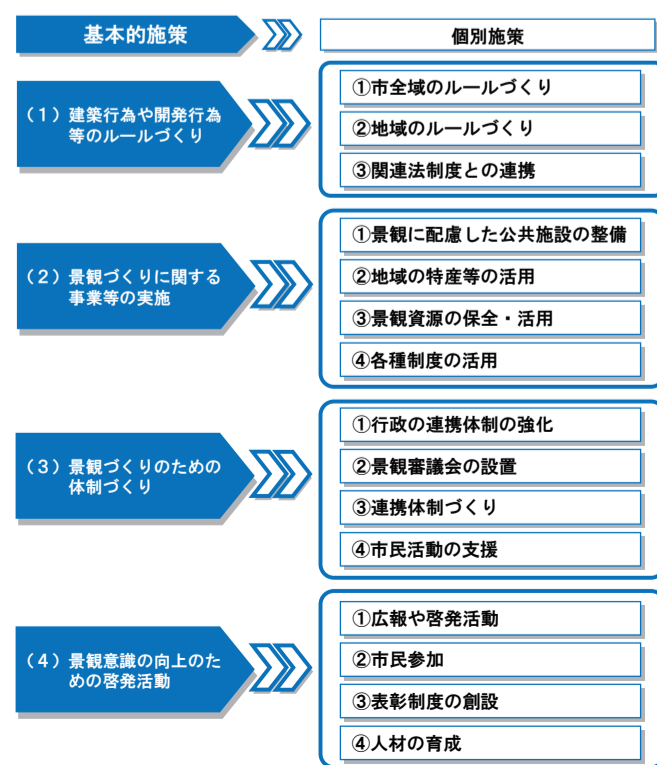 基本的施策
個別施策
（１）建築行為や開発行為
等のルールづくり
①市全域のルールづくり
②地域のルールづくり
③関連法制度との連携
（２）景観づくりに関する
事業等の実施
①景観に配慮した公共施設の整備
②地域の特産等の活用
③景観資源の保全・活用
④各種制度の活用
（３）景観づくりのための
体制づくり
①行政の連携体制の強化
②景観審議会の設置
③連携体制づくり
④市民活動の支援
（４）景観意識の向上のた
めの啓発活動
①広報や啓発活動
②市民参加
③表彰制度の創設
④人材の育成